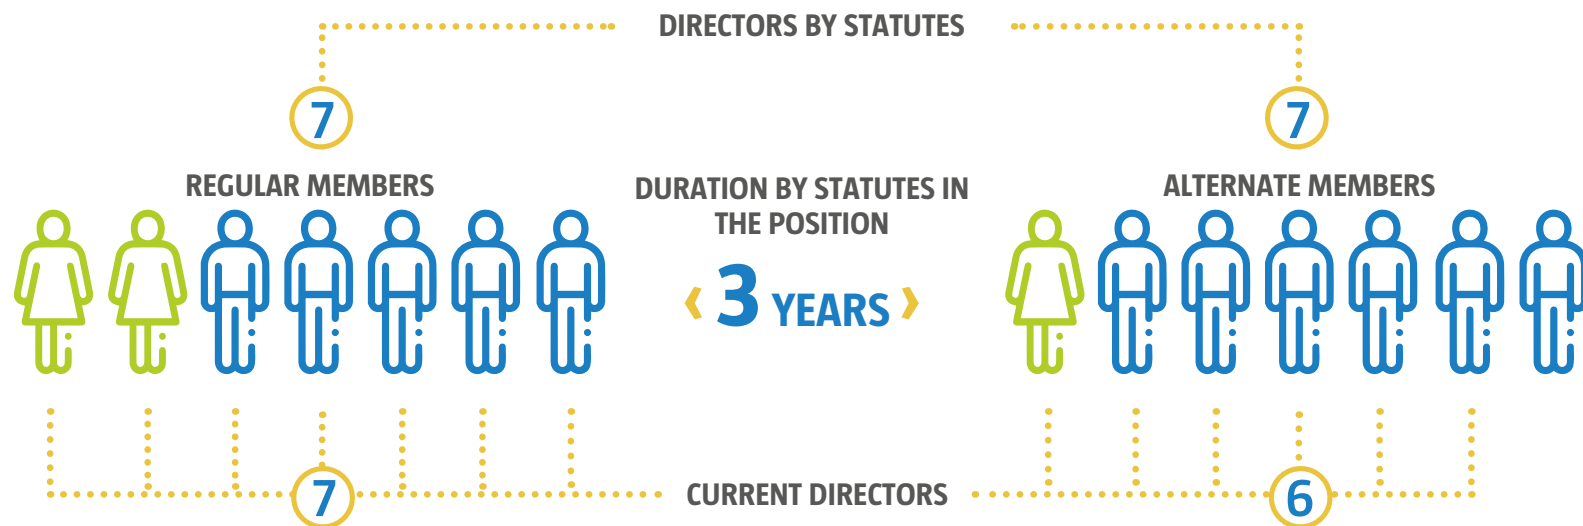 DIRECTORS BY STATUTES
7
7
REGULAR MEMBERS
DURATION BY STATUTES IN
THE POSITION
3 YEARS
ALTERNATE MEMBERS
7
CURRENT DIRECTORS
6